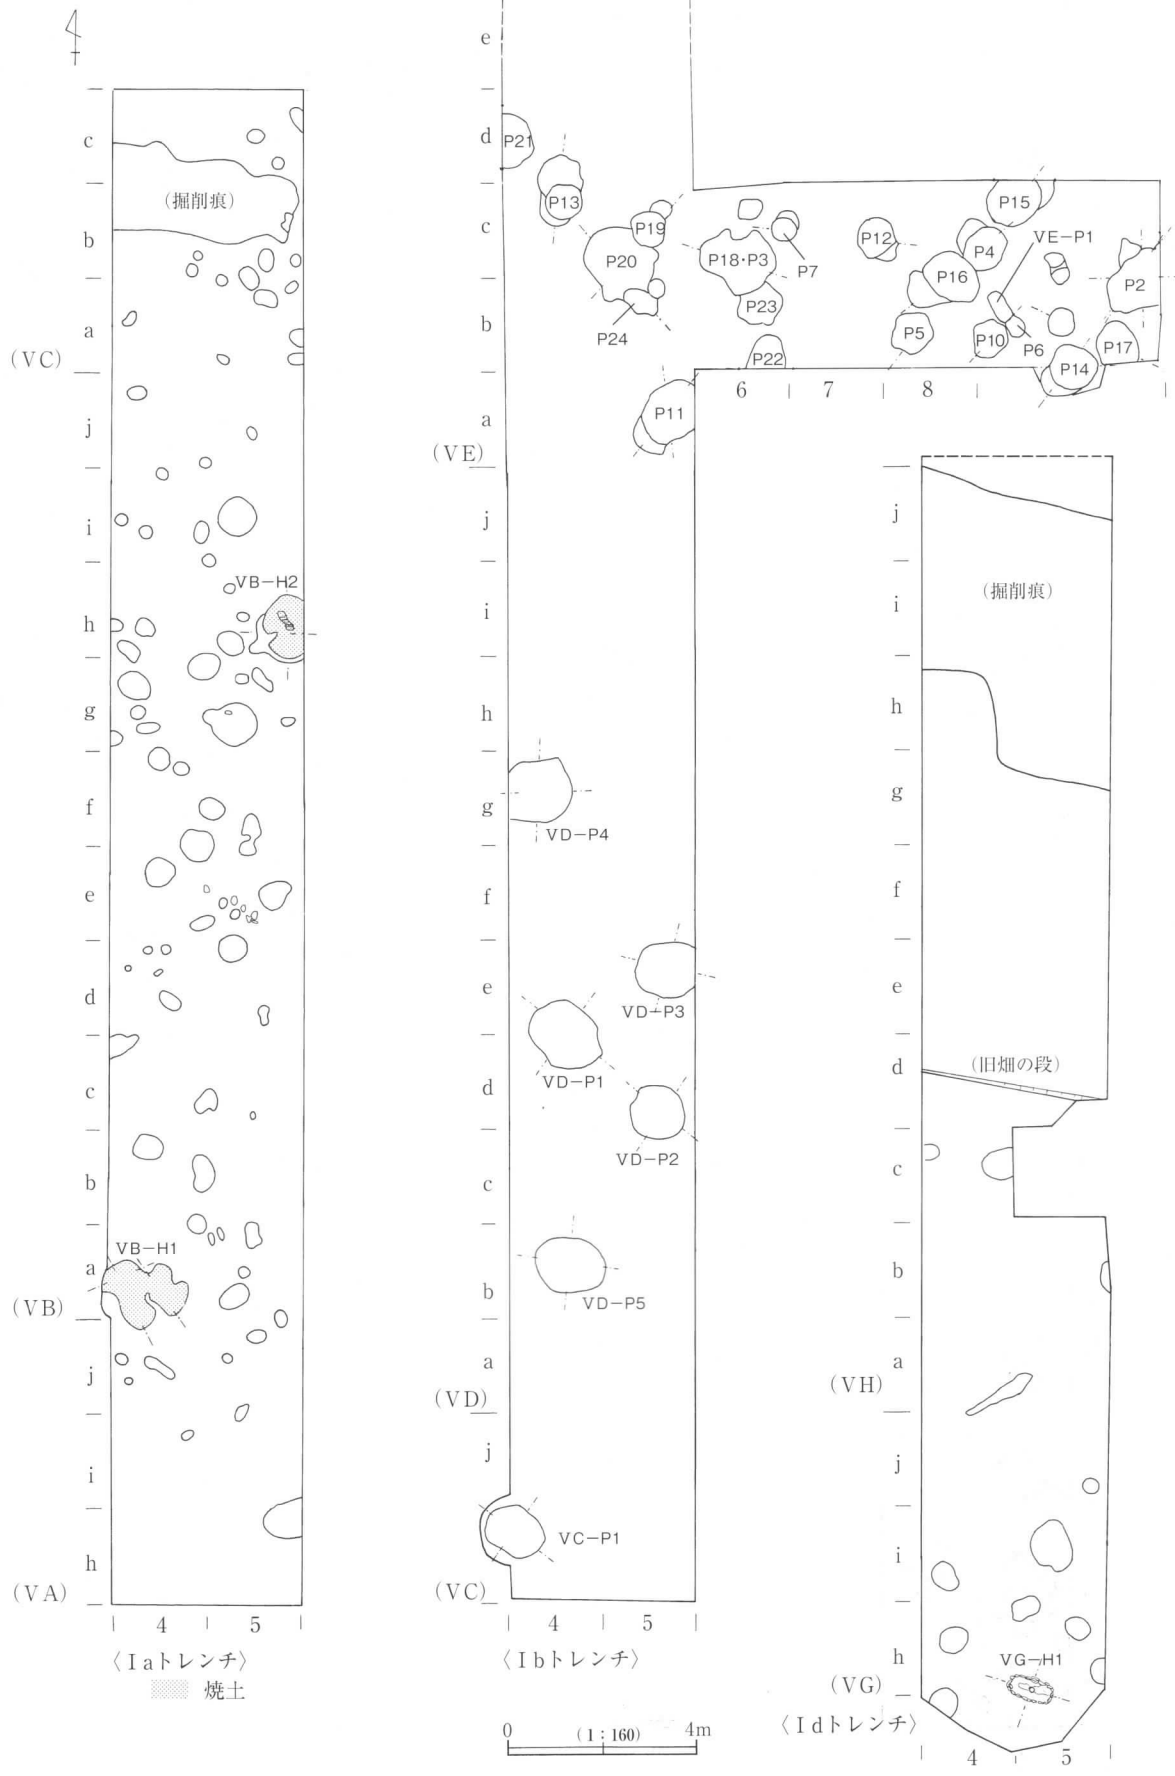 c
(掘削痕)
b
a
(VC)
j
i
VB-H2
h
g
f
e
d
c
b
VB-H1
a
(VB)
j
i
h
(VA)
4 5
〈Iaトレンチ〉
焼土
e
d
P21
P13
c
P19
P20
P18・P3
P7
P12
P15
P4
VE-P1
P16
P2
b
P24
P23
P22
P5
P10
P6
P17
P14
6 7 8
a
P11
(VE)
j
i
h
g
VD-P4
f
e
VD-P3
VD-P1
d
VD-P2
c
b
VD-P5
a
(VD)
j
VC-P1
(VC)
4 5
〈Ibトレンチ〉
0 (1:160) 4m
j
(掘削痕)
i
h
g
f
e
d
(旧畑の段)
c
b
a
(VH)
j
i
h
VG-H1
(VG)
〈Idトレンチ〉
4 5